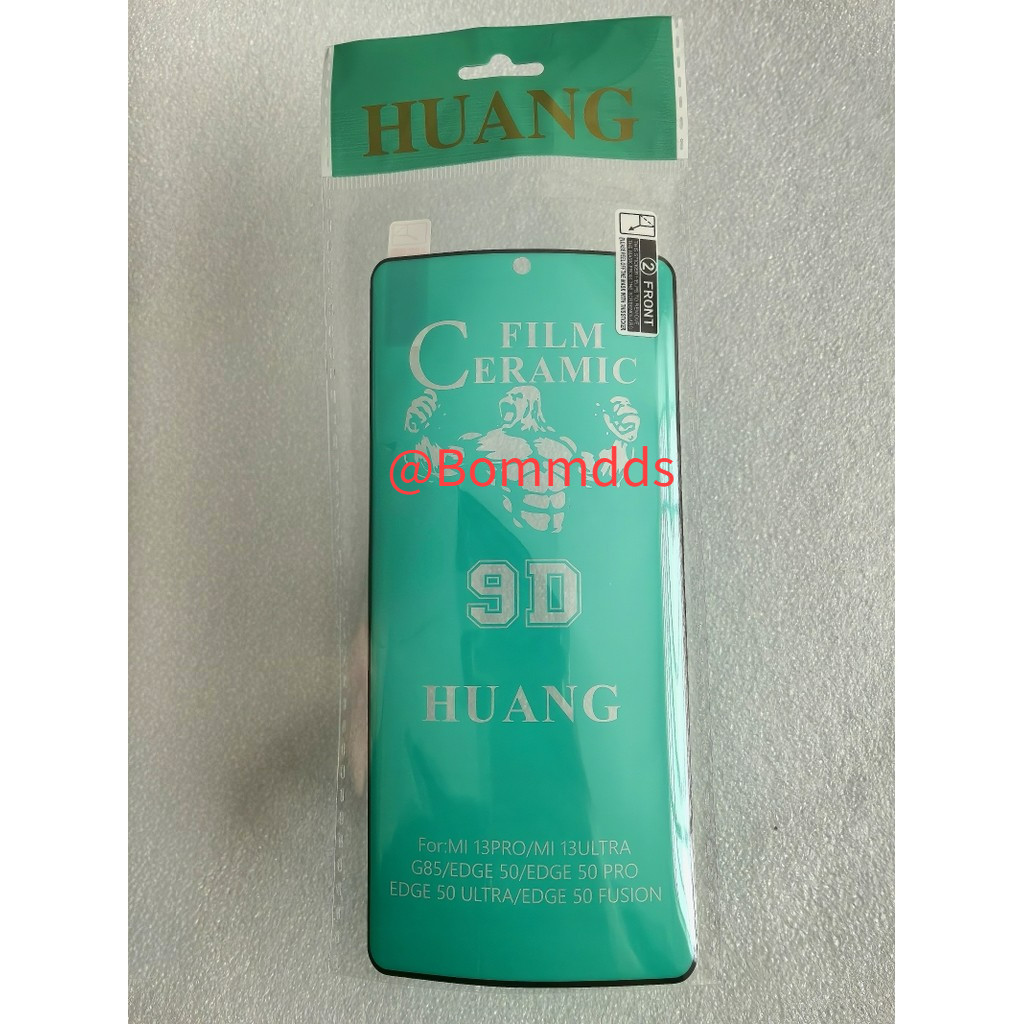 HUANG
② FRONT
FILM
CERAMIC
@Bommdds
9D
HUANG
For:MI 13PRO/MI 13ULTRA
G85/EDGE 50/EDGE 50 PRO
EDGE 50 ULTRA/EDGE 50 FUSION